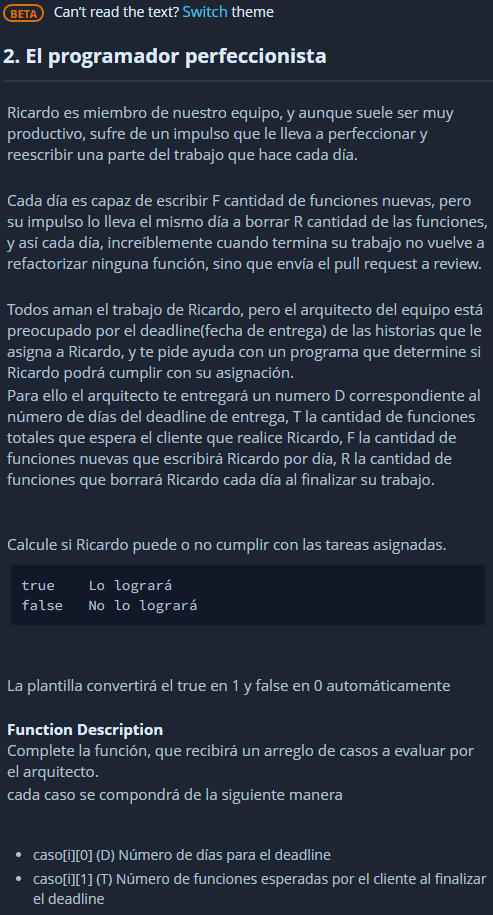 BETA Can’t read the text? Switch theme
2. El programador perfeccionista
Ricardo es miembro de nuestro equipo, y aunque suele ser muy
productivo, sufre de un impulso que le lleva a perfeccionar y
reescribir una parte del trabajo que hace cada día.
Cada día es capaz de escribir F cantidad de funciones nuevas, pero
su impulso lo lleva el mismo día a borrar R cantidad de las funciones,
y así cada día, increíblemente cuando termina su trabajo no vuelve a
refactorizar ninguna función, sino que envía el pull request a review.
Todos aman el trabajo de Ricardo, pero el arquitecto del equipo está
preocupado por el deadline(fecha de entrega) de las historias que le
asigna a Ricardo, y te pide ayuda con un programa que determine si
Ricardo podrá cumplir con su asignación.
Para ello el arquitecto te entregará un numero D correspondiente al
número de días del deadline de entrega, T la cantidad de funciones
totales que espera el cliente que realice Ricardo, F la cantidad de
funciones nuevas que escribirá Ricardo por día, R la cantidad de
funciones que borrará Ricardo cada día al finalizar su trabajo.
Calcule si Ricardo puede o no cumplir con las tareas asignadas.
true Lo logrará
false No lo logrará
La plantilla convertirá el true en 1 y false en 0 automáticamente
Function Description
Complete la función, que recibirá un arreglo de casos a evaluar por
el arquitecto.
cada caso se compondrá de la siguiente manera
• caso[i][0] (D) Número de días para el deadline
• caso[i][1] (T) Número de funciones esperadas por el cliente al finalizar
el deadline